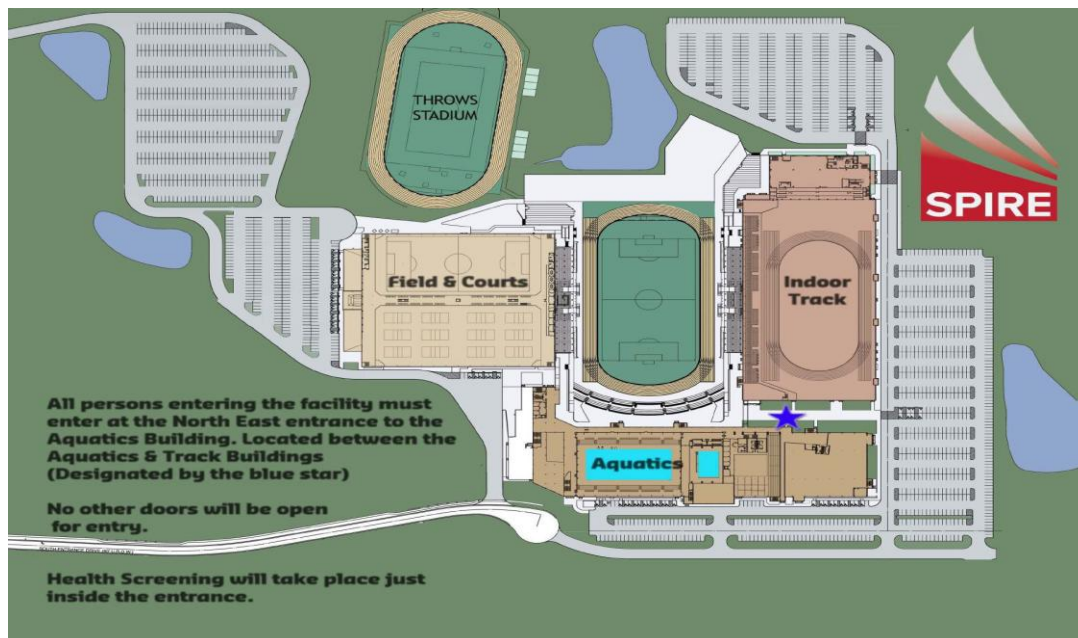 THROWS
STADIUM
SPIRE
Field & Courts
Indoor
Track
All persons entering the facility must
enter at the North East entrance to the
Aquatics Building. Located between the
Aquatics & Track Buildings
(Designated by the blue star)
Aquatics
No other doors will be open
for entry.
Health Screening will take place just
inside the entrance.